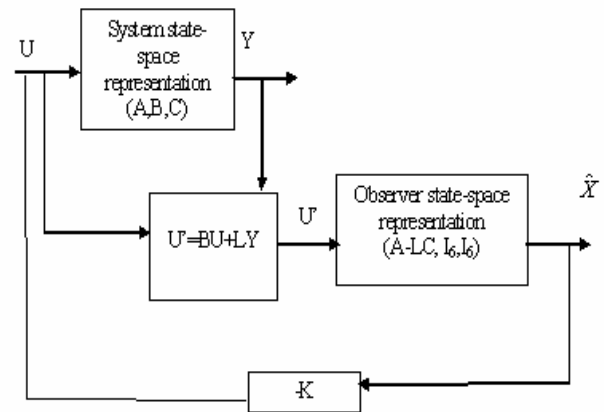 U
System state-
space
representation
(A,B,C)
Y
U'=BU+LY
U'
Observer state-space
representation
(A-LC, I₆,I₆)
X̂
-K